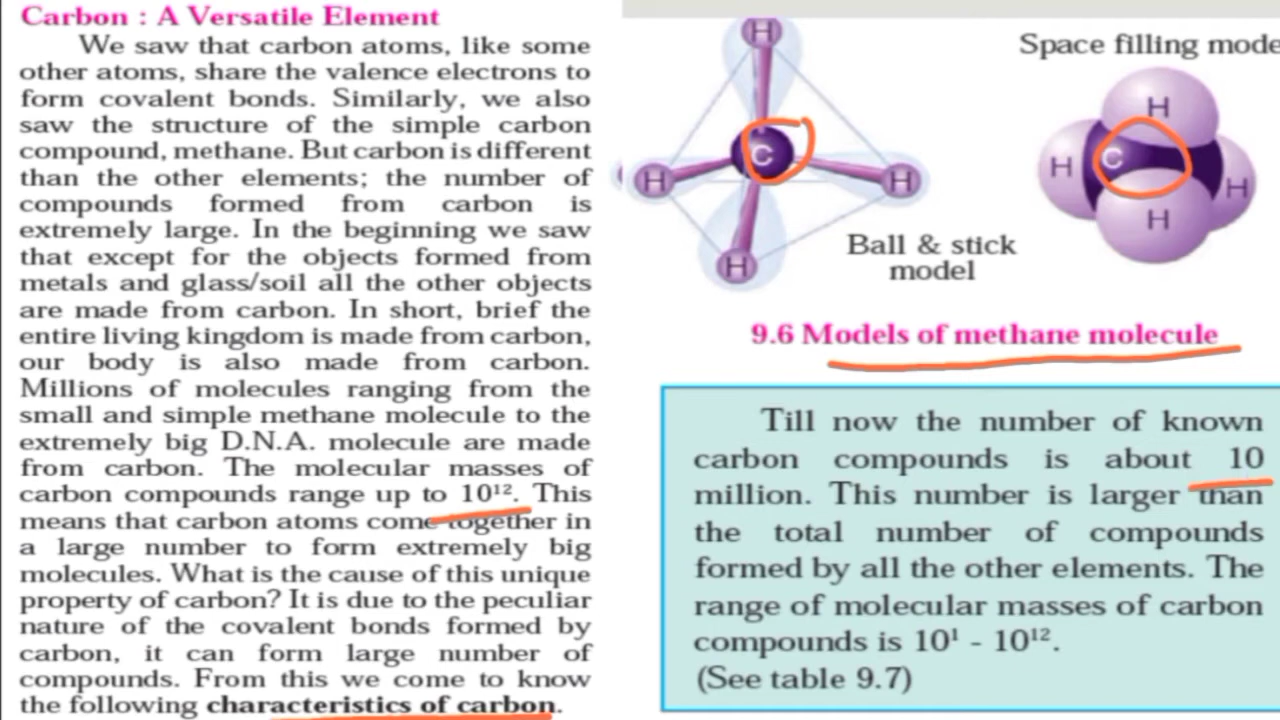 Carbon : A Versatile Element
We saw that carbon atoms, like some
other atoms, share the valence electrons to
form covalent bonds. Similarly, we also
saw the structure of the simple carbon
compound, methane. But carbon is different
than the other elements; the number of
compounds formed from carbon is
extremely large. In the beginning we saw
that except for the objects formed from
metals and glass/soil all the other objects
are made from carbon. In short, brief the
entire living kingdom is made from carbon,
our body is also made from carbon.
Millions of molecules ranging from the
small and simple methane molecule to the
extremely big D.N.A. molecule are made
from carbon. The molecular masses of
carbon compounds range up to 10¹². This
means that carbon atoms come together in
a large number to form extremely big
molecules. What is the cause of this unique
property of carbon? It is due to the peculiar
nature of the covalent bonds formed by
carbon, it can form large number of
compounds. From this we come to know
the following characteristics of carbon.
H
C
H
H
H
Ball & stick
model
Space filling mode
H
C
H
H
H
9.6 Models of methane molecule
Till now the number of known
carbon compounds is about 10
million. This number is larger than
the total number of compounds
formed by all the other elements. The
range of molecular masses of carbon
compounds is 10¹ - 10¹².
(See table 9.7)